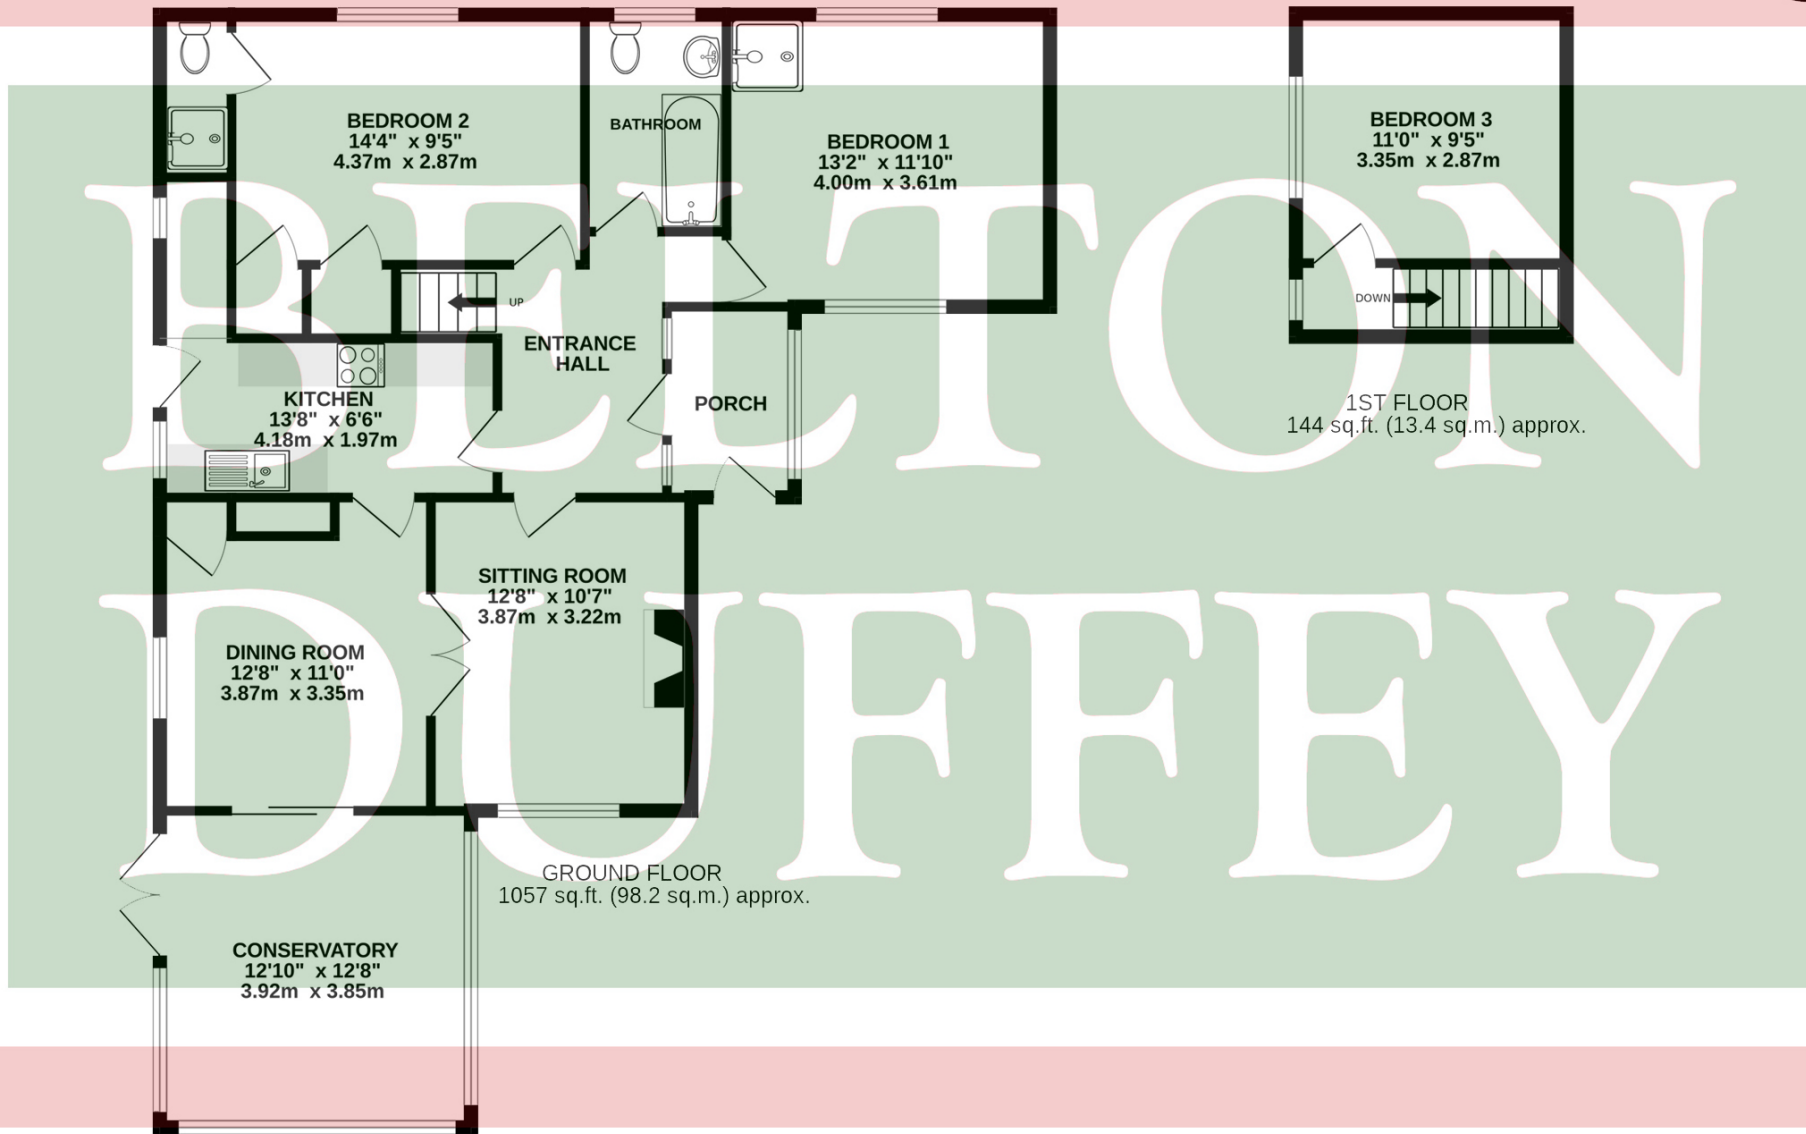 BEDROOM 2
14'4" x 9'5"
4.37m x 2.87m
BATHROOM
BEDROOM 1
13'2" x 11'10"
4.00m x 3.61m
BEDROOM 3
11'0" x 9'5"
3.35m x 2.87m
BELTON
UP
DOWN
ENTRANCE
HALL
KITCHEN
13'8" x 6'6"
4.18m x 1.97m
PORCH
1ST FLOOR
144 sq.ft. (13.4 sq.m.) approx.
SITTING ROOM
12'8" x 10'7"
3.87m x 3.22m
DINING ROOM
12'8" x 11'0"
3.87m x 3.35m
DUFFEY
GROUND FLOOR
1057 sq.ft. (98.2 sq.m.) approx.
CONSERVATORY
12'10" x 12'8"
3.92m x 3.85m